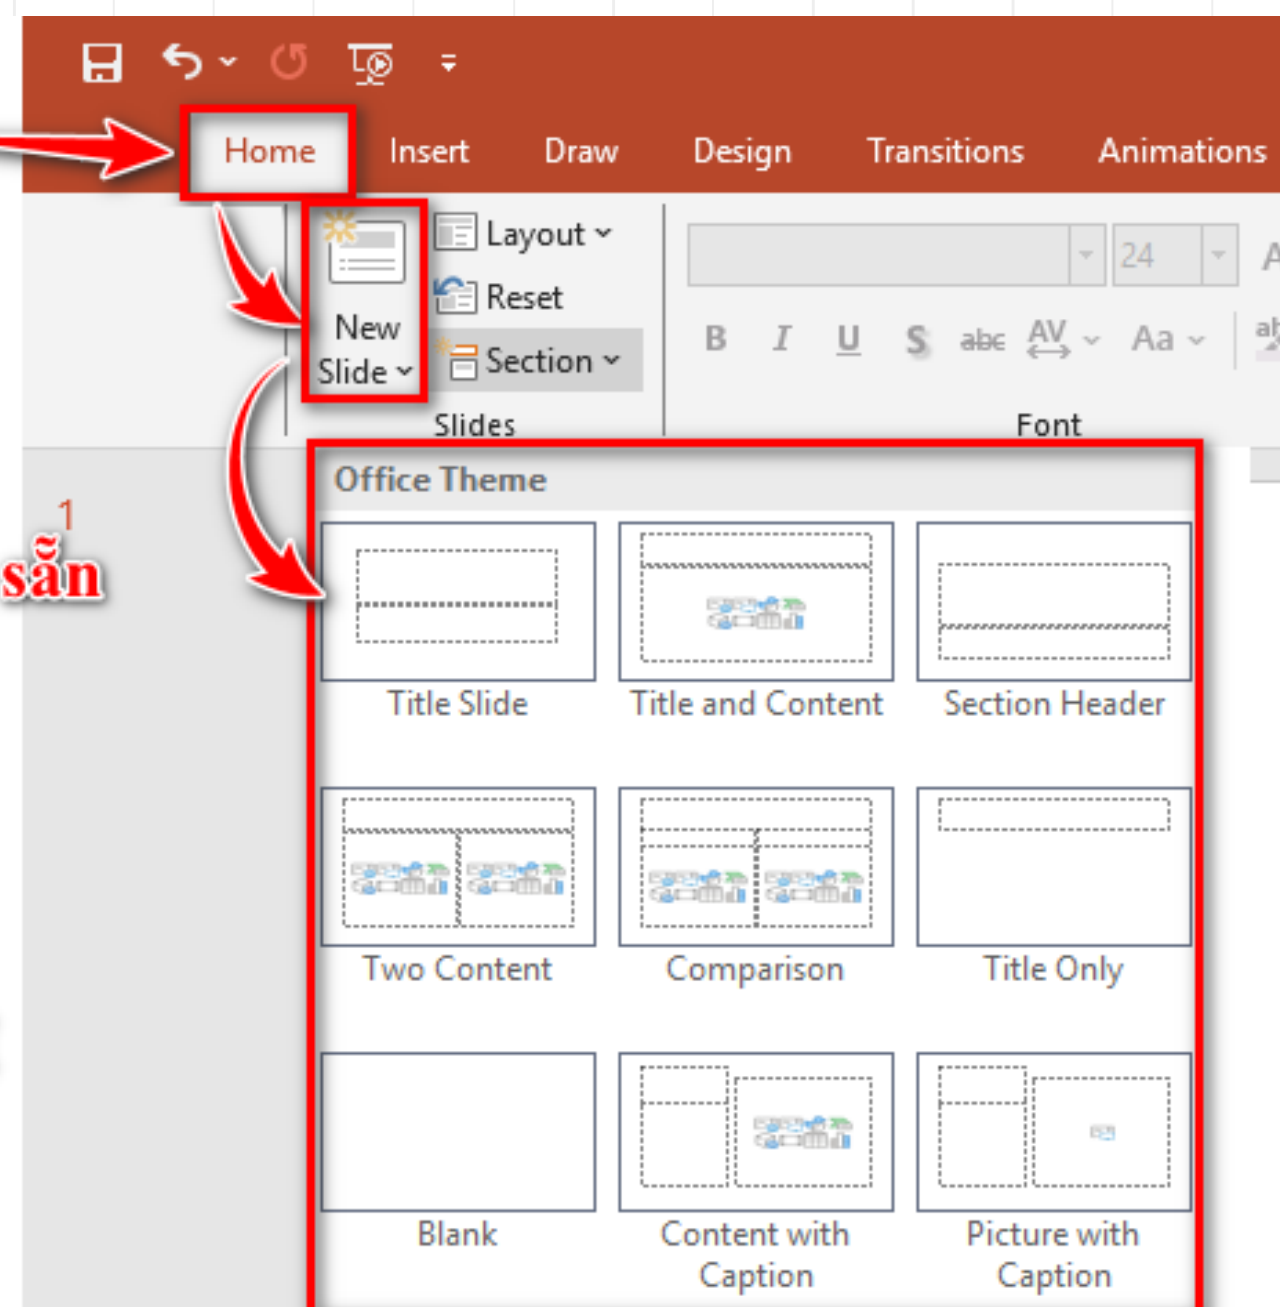 Home Insert Draw Design Transitions Animations
New Slide
Layout
Reset
Section
Slides
24
B I U S abc AV Aa
Font
1
sẵn
Office Theme
Title Slide Title and Content Section Header
Two Content Comparison Title Only
Blank Content with Caption Picture with Caption